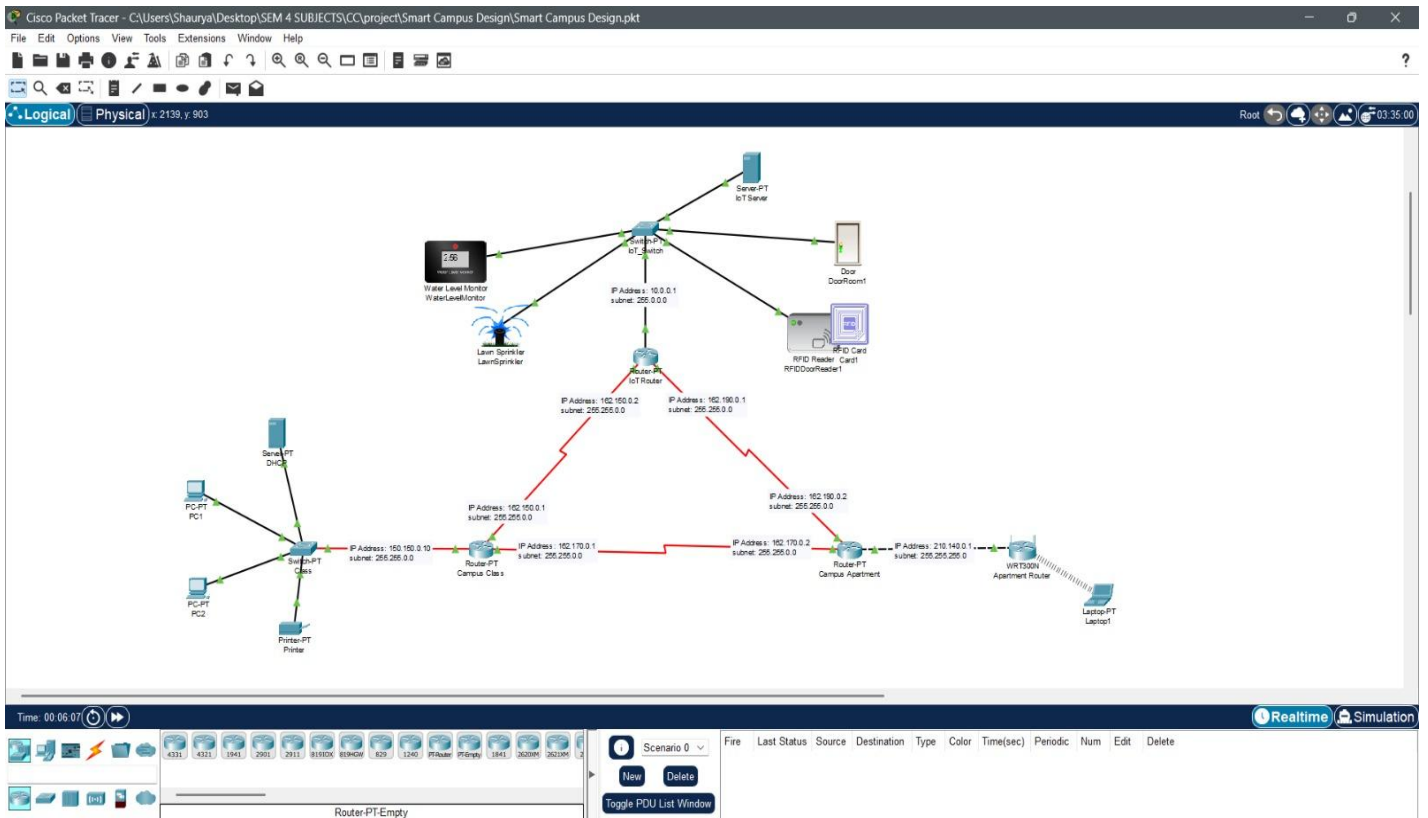 Cisco Packet Tracer - C:\Users\Shaurya\Desktop\SEM 4 SUBJECTS\CC\project\Smart Campus Design\Smart Campus Design.pkt
File Edit Options View Tools Extensions Window Help
?
Logical Physical x: 2139, y: 903
Root 03:35:00
Server-PT
IoT Server
Switch-PT
IoT_Switch
2.56
Water Level Monitor
WaterLevelMonitor
Door
DoorRoom1
IP Address: 10.0.0.1
subnet: 255.0.0.0
Lawn Sprinkler
LawnSprinkler
RFID Reader
RFIDDoorReader1
RFID Card
Card1
Router-PT
IoT Router
IP Address: 162.150.0.2
subnet: 255.255.0.0
IP Address: 162.190.0.1
subnet: 255.255.0.0
Server-PT
DHCP
PC-PT
PC1
IP Address: 162.150.0.1
subnet: 255.255.0.0
IP Address: 162.190.0.2
subnet: 255.255.0.0
Switch-PT
Class
IP Address: 150.150.0.10
subnet: 255.255.0.0
Router-PT
Campus Class
IP Address: 162.170.0.1
subnet: 255.255.0.0
IP Address: 162.170.0.2
subnet: 255.255.0.0
Router-PT
Campus Apartment
IP Address: 210.140.0.1
subnet: 255.255.255.0
WRT300N
Apartment Router
PC-PT
PC2
Laptop-PT
Laptop1
Printer-PT
Printer
Time: 00:06:07
Realtime Simulation
4331 4321 1941 2901 2911 819IOX 819HGW 829 1240 PT-Router PT-Empty 1841 2620XM 2621XM
Router-PT-Empty
Scenario 0
New Delete
Toggle PDU List Window
Fire Last Status Source Destination Type Color Time(sec) Periodic Num Edit Delete